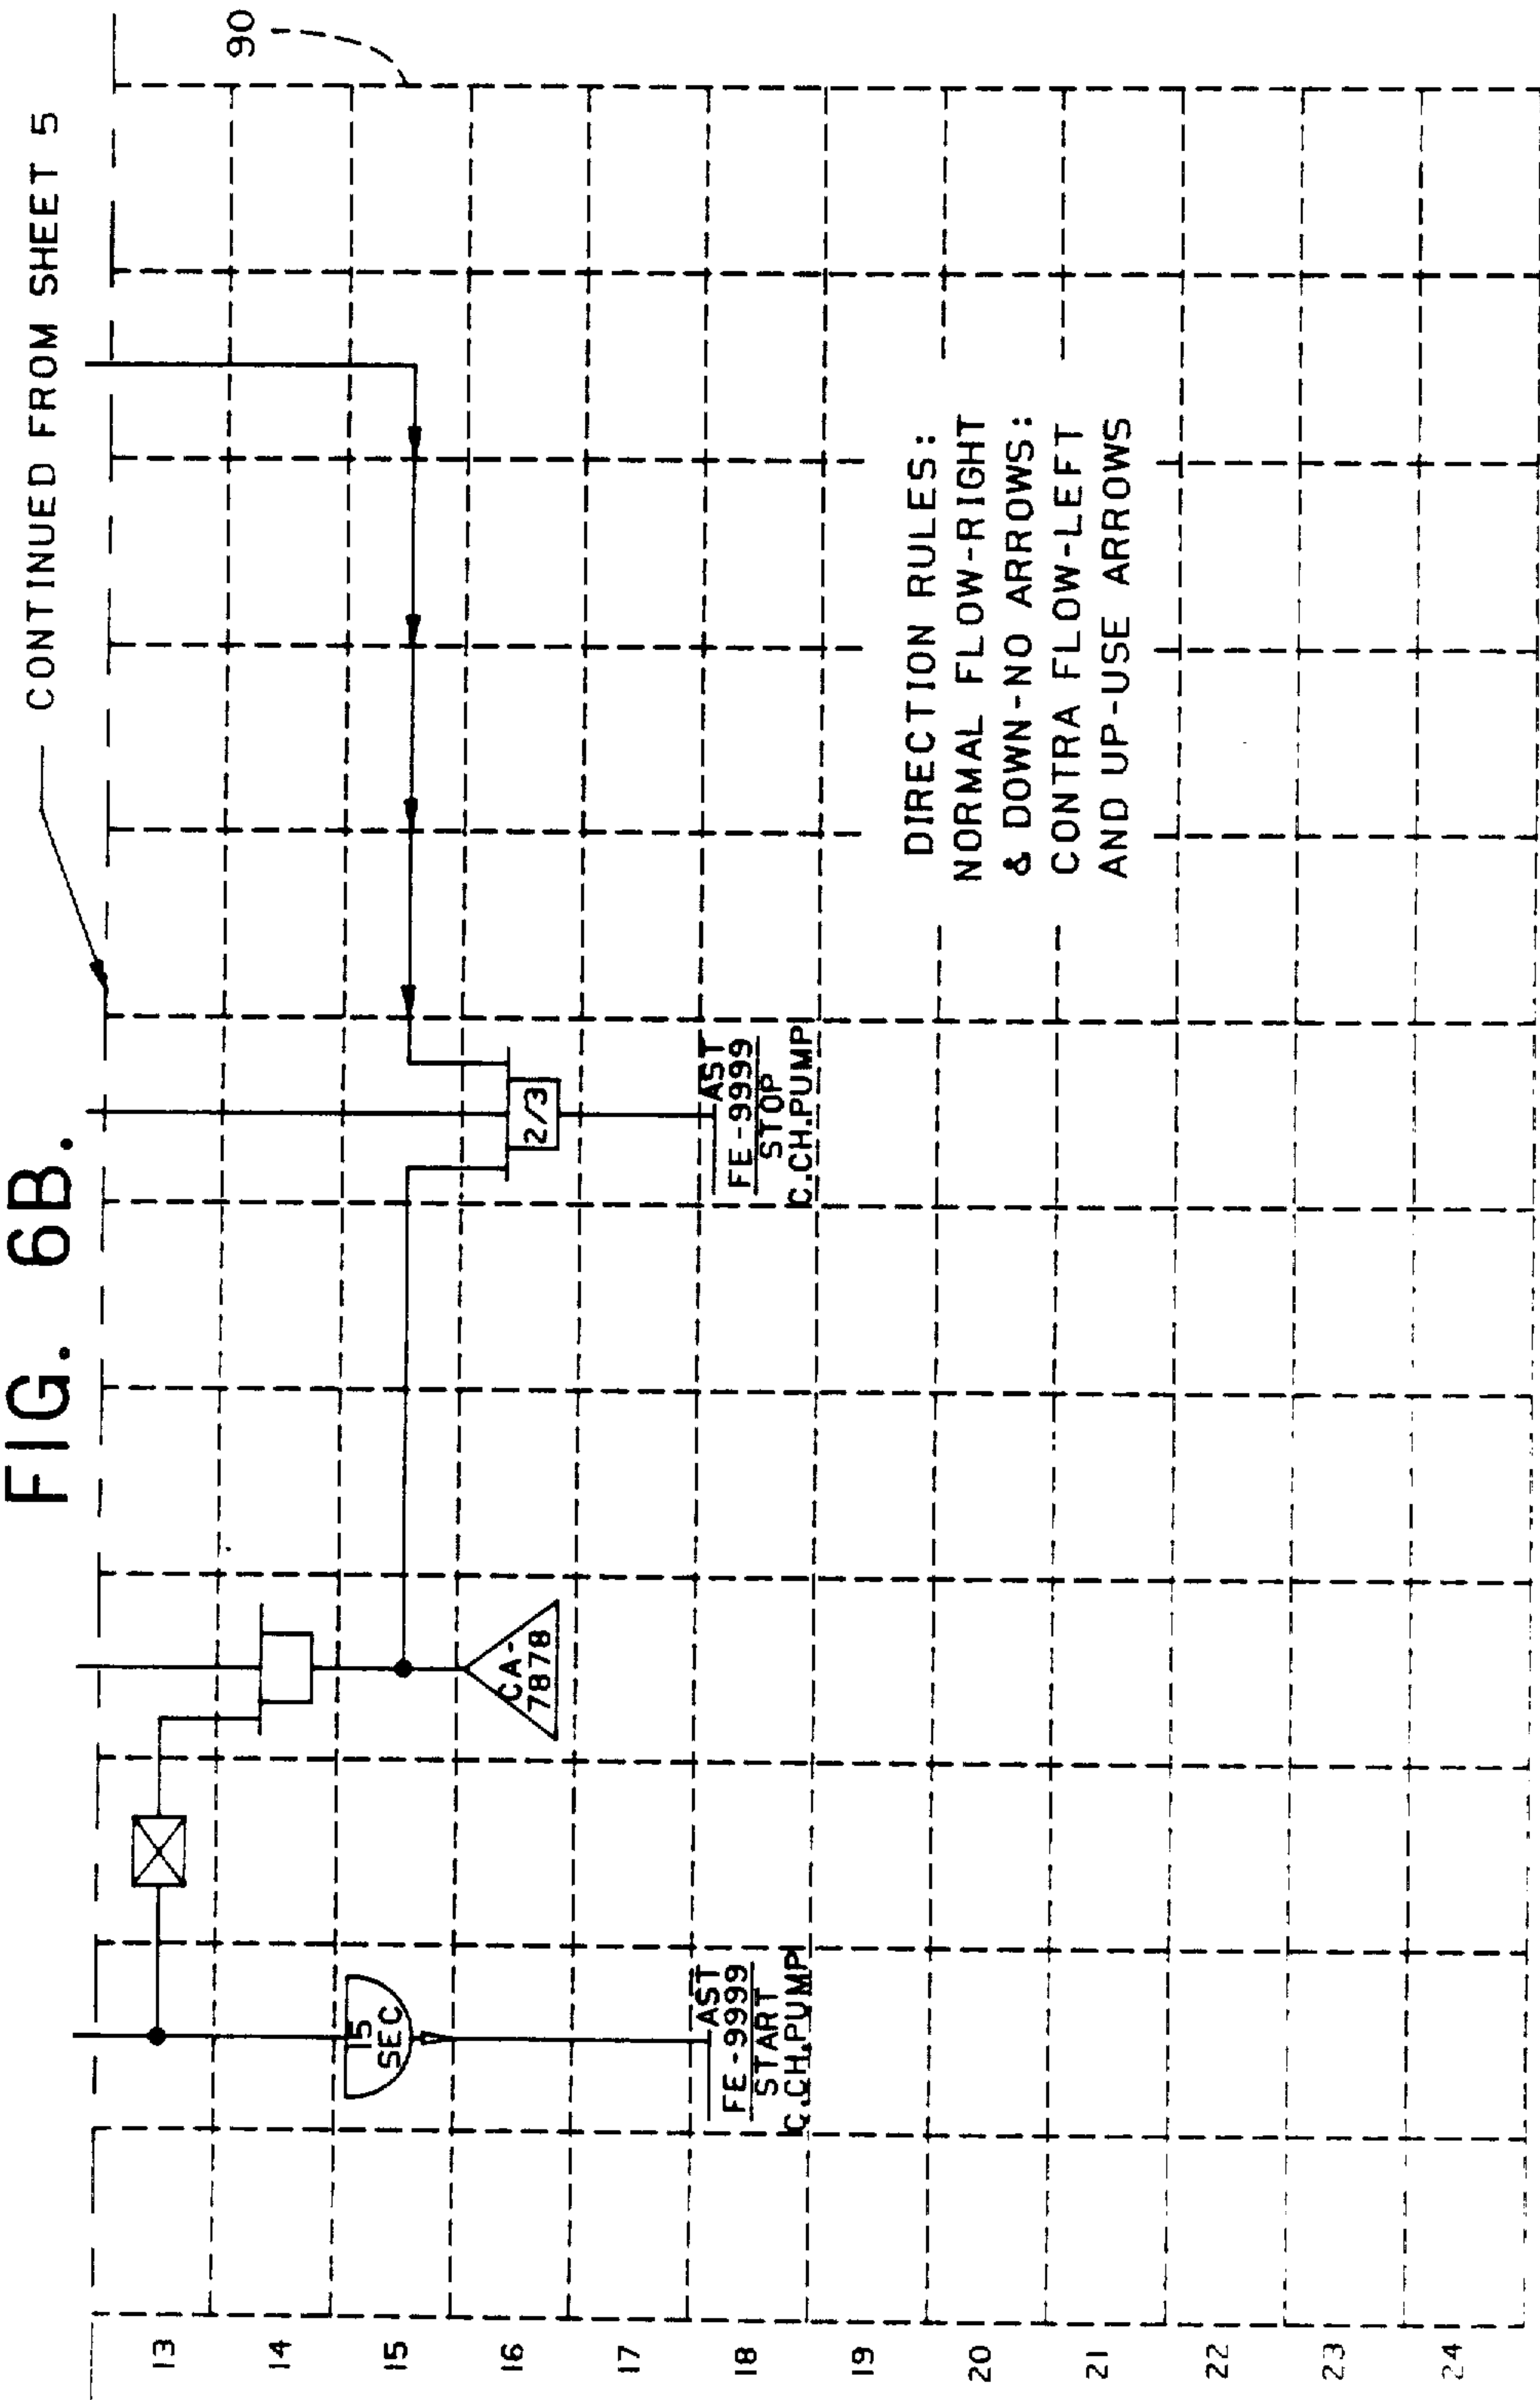 FIG. 6B.
CONTINUED FROM SHEET 5
90
13
14
15
16
17
18
19
20
21
22
23
24
15
SEC
CA-
7878
2/3
AST
FE-9999
START
C.CH.PUMP
AST
FE-9999
STOP
C.CH.PUMP
DIRECTION RULES:
NORMAL FLOW-RIGHT
& DOWN-NO ARROWS:
CONTRA FLOW-LEFT
AND UP-USE ARROWS